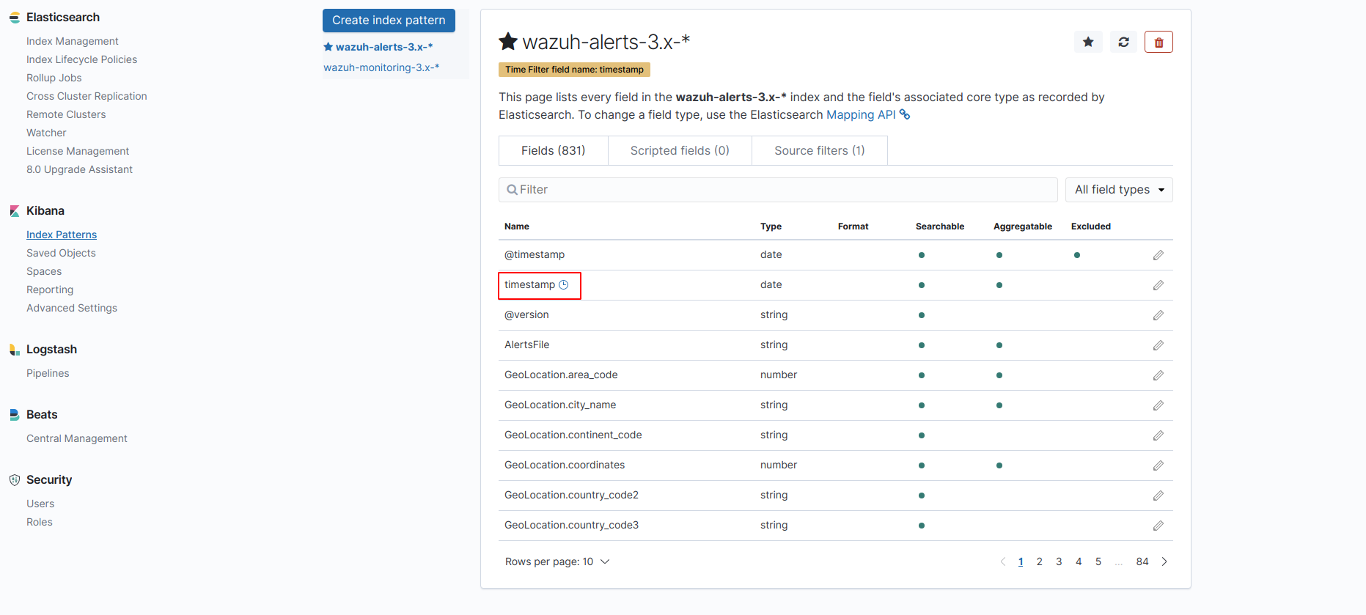 Elasticsearch
Index Management
Index Lifecycle Policies
Rollup Jobs
Cross Cluster Replication
Remote Clusters
Watcher
License Management
8.0 Upgrade Assistant
Kibana
Index Patterns
Saved Objects
Spaces
Reporting
Advanced Settings
Logstash
Pipelines
Beats
Central Management
Security
Users
Roles
Create index pattern
wazuh-alerts-3.x-*
wazuh-monitoring-3.x-*
wazuh-alerts-3.x-*
Time Filter field name: timestamp
This page lists every field in the wazuh-alerts-3.x-* index and the field's associated core type as recorded by
Elasticsearch. To change a field type, use the Elasticsearch Mapping API
Fields (831) Scripted fields (0) Source filters (1)
Filter All field types
Name Type Format Searchable Aggregatable Excluded
@timestamp date
timestamp date
@version string
AlertsFile string
GeoLocation.area_code number
GeoLocation.city_name string
GeoLocation.continent_code string
GeoLocation.coordinates number
GeoLocation.country_code2 string
GeoLocation.country_code3 string
Rows per page: 10 1 2 3 4 5 ... 84